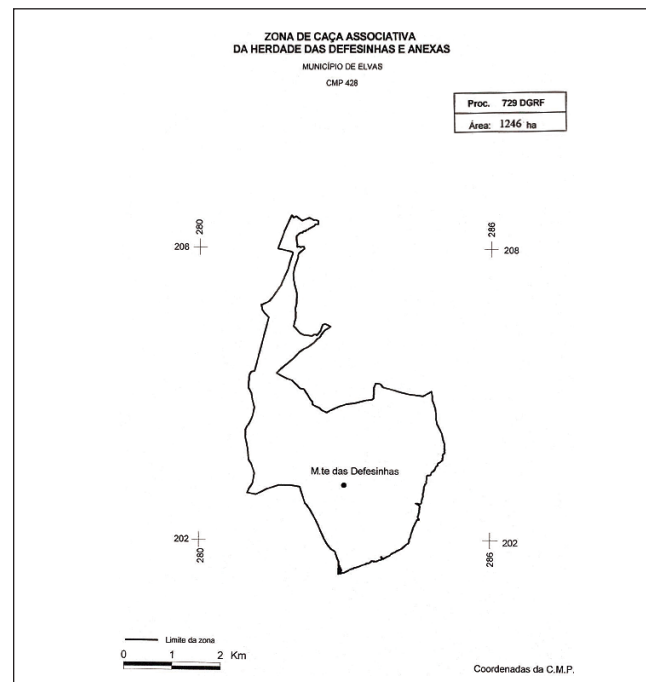 ZONA DE CAÇA ASSOCIATIVA
DA HERDADE DAS DEFESINHAS E ANEXAS
MUNICÍPIO DE ELVAS
CMP 428
Proc. 729 DGRF
Área: 1246 ha
280
208
286
208
M.te das Defesinhas
202
280
286
202
Limite da zona
0 1 2 Km
Coordenadas da C.M.P.